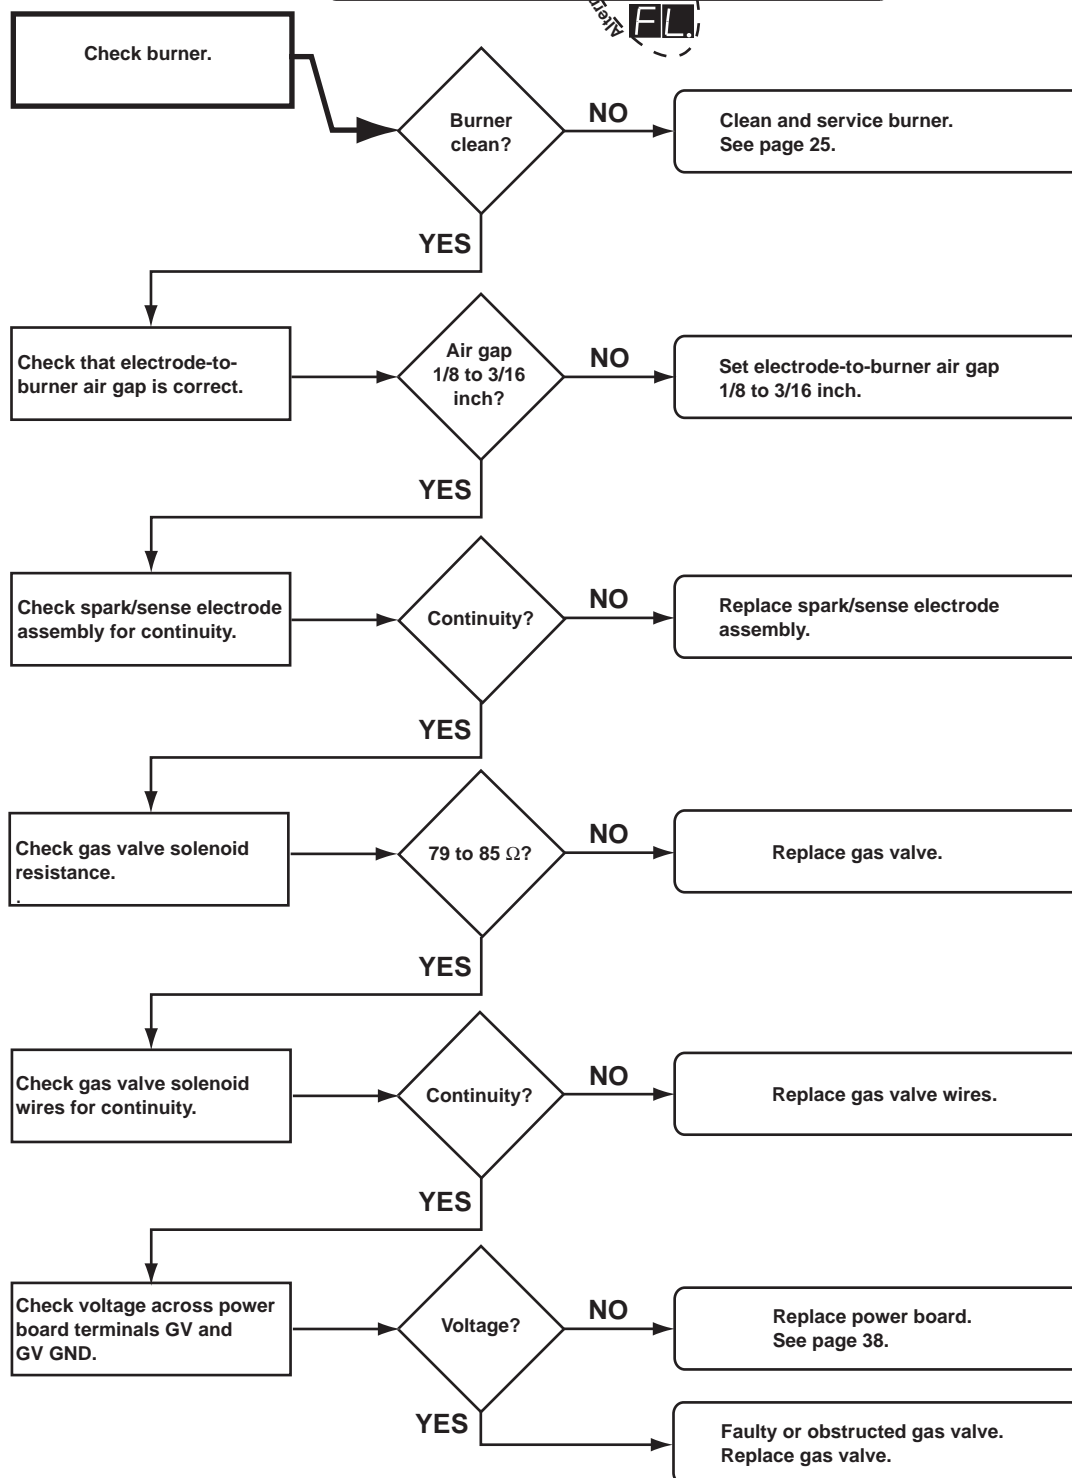 FL.
Check burner.
Burner
clean?
NO
Clean and service burner.
See page 25.
YES
Check that electrode-to-
burner air gap is correct.
Air gap
1/8 to 3/16
inch?
NO
Set electrode-to-burner air gap
1/8 to 3/16 inch.
YES
Check spark/sense electrode
assembly for continuity.
Continuity?
NO
Replace spark/sense electrode
assembly.
YES
Check gas valve solenoid
resistance.
.
79 to 85 Ω?
NO
Replace gas valve.
YES
Check gas valve solenoid
wires for continuity.
Continuity?
NO
Replace gas valve wires.
YES
Check voltage across power
board terminals GV and
GV GND.
Voltage?
NO
Replace power board.
See page 38.
YES
Faulty or obstructed gas valve.
Replace gas valve.